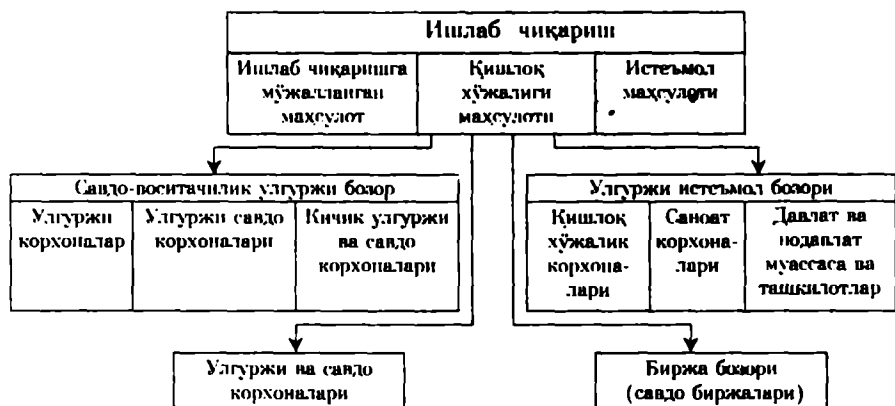 Ишлаб чиқариш
Ишлаб чиқаришга
мўжалланган
маҳсулот
Қишлоқ
хўжалиги
маҳсулоти
Истеъмол
маҳсулоти
Савдо-воситачилик улгуржи бозор
Улгуржи
корхоналар
Улгуржи савдо
корхоналари
Кичик улгуржи
ва савдо
корхоналари
Улгуржи истеъмол бозори
Қишлоқ
хўжалик
корхона-
лари
Саноат
корхона-
лари
Давлат ва
нодавлат
муассаса ва
ташкилотлар
Улгуржи ва савдо
корхоналари
Биржа бозори
(савдо биржалари)